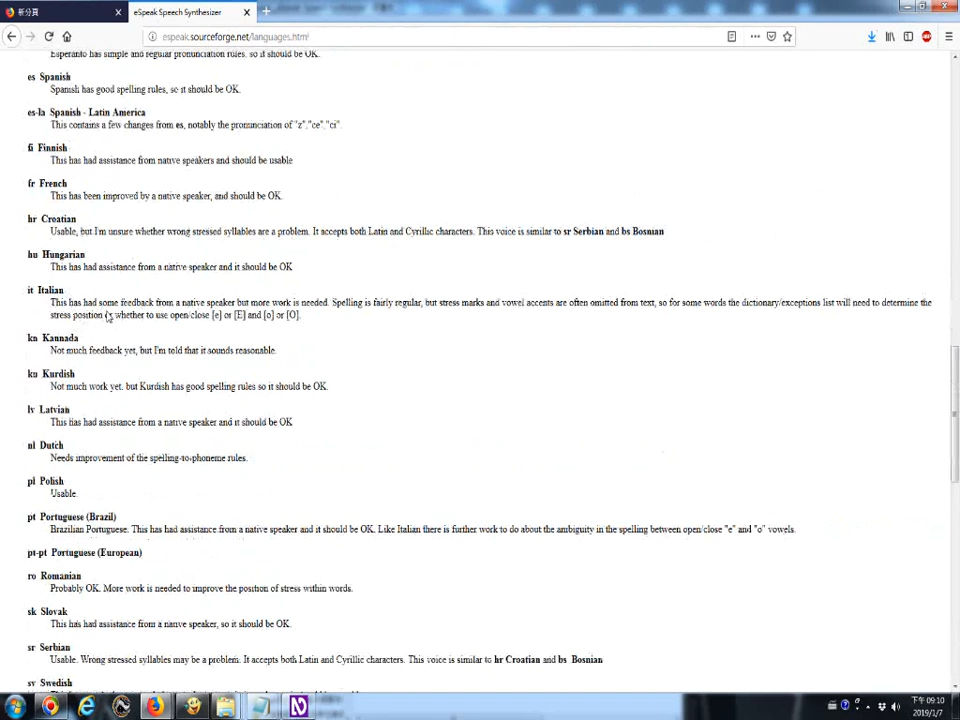 新分頁
eSpeak Speech Synthesizer
espeak.sourceforge.net/languages.html
Esperanto has simple and regular pronunciation rules, so it should be OK.
es Spanish
Spanish has good spelling rules, so it should be OK.
es-la Spanish - Latin America
This contains a few changes from es, notably the pronunciation of "z","ce","ci".
fi Finnish
This has had assistance from native speakers and should be usable
fr French
This has been improved by a native speaker, and should be OK.
hr Croatian
Usable, but I'm unsure whether wrong stressed syllables are a problem. It accepts both Latin and Cyrillic characters. This voice is similar to sr Serbian and bs Bosnian
hu Hungarian
This has had assistance from a native speaker and it should be OK
it Italian
This has had some feedback from a native speaker but more work is needed. Spelling is fairly regular, but stress marks and vowel accents are often omitted from text, so for some words the dictionary/exceptions list will need to determine the
stress position or whether to use open/close [e] or [E] and [o] or [O].
kn Kannada
Not much feedback yet, but I'm told that it sounds reasonable.
ku Kurdish
Not much work yet, but Kurdish has good spelling rules so it should be OK.
lv Latvian
This has had assistance from a native speaker and it should be OK
nl Dutch
Needs improvement of the spelling-to-phoneme rules.
pl Polish
Usable.
pt Portuguese (Brazil)
Brazilian Portuguese. This has had assistance from a native speaker and it should be OK. Like Italian there is further work to do about the ambiguity in the spelling between open/close "e" and "o" vowels.
pt-pt Portuguese (European)
ro Romanian
Probably OK. More work is needed to improve the position of stress within words.
sk Slovak
This has had assistance from a native speaker, so it should be OK.
sr Serbian
Usable. Wrong stressed syllables may be a problem. It accepts both Latin and Cyrillic characters. This voice is similar to hr Croatian and bs Bosnian
sv Swedish
下午 09:10
2019/1/7